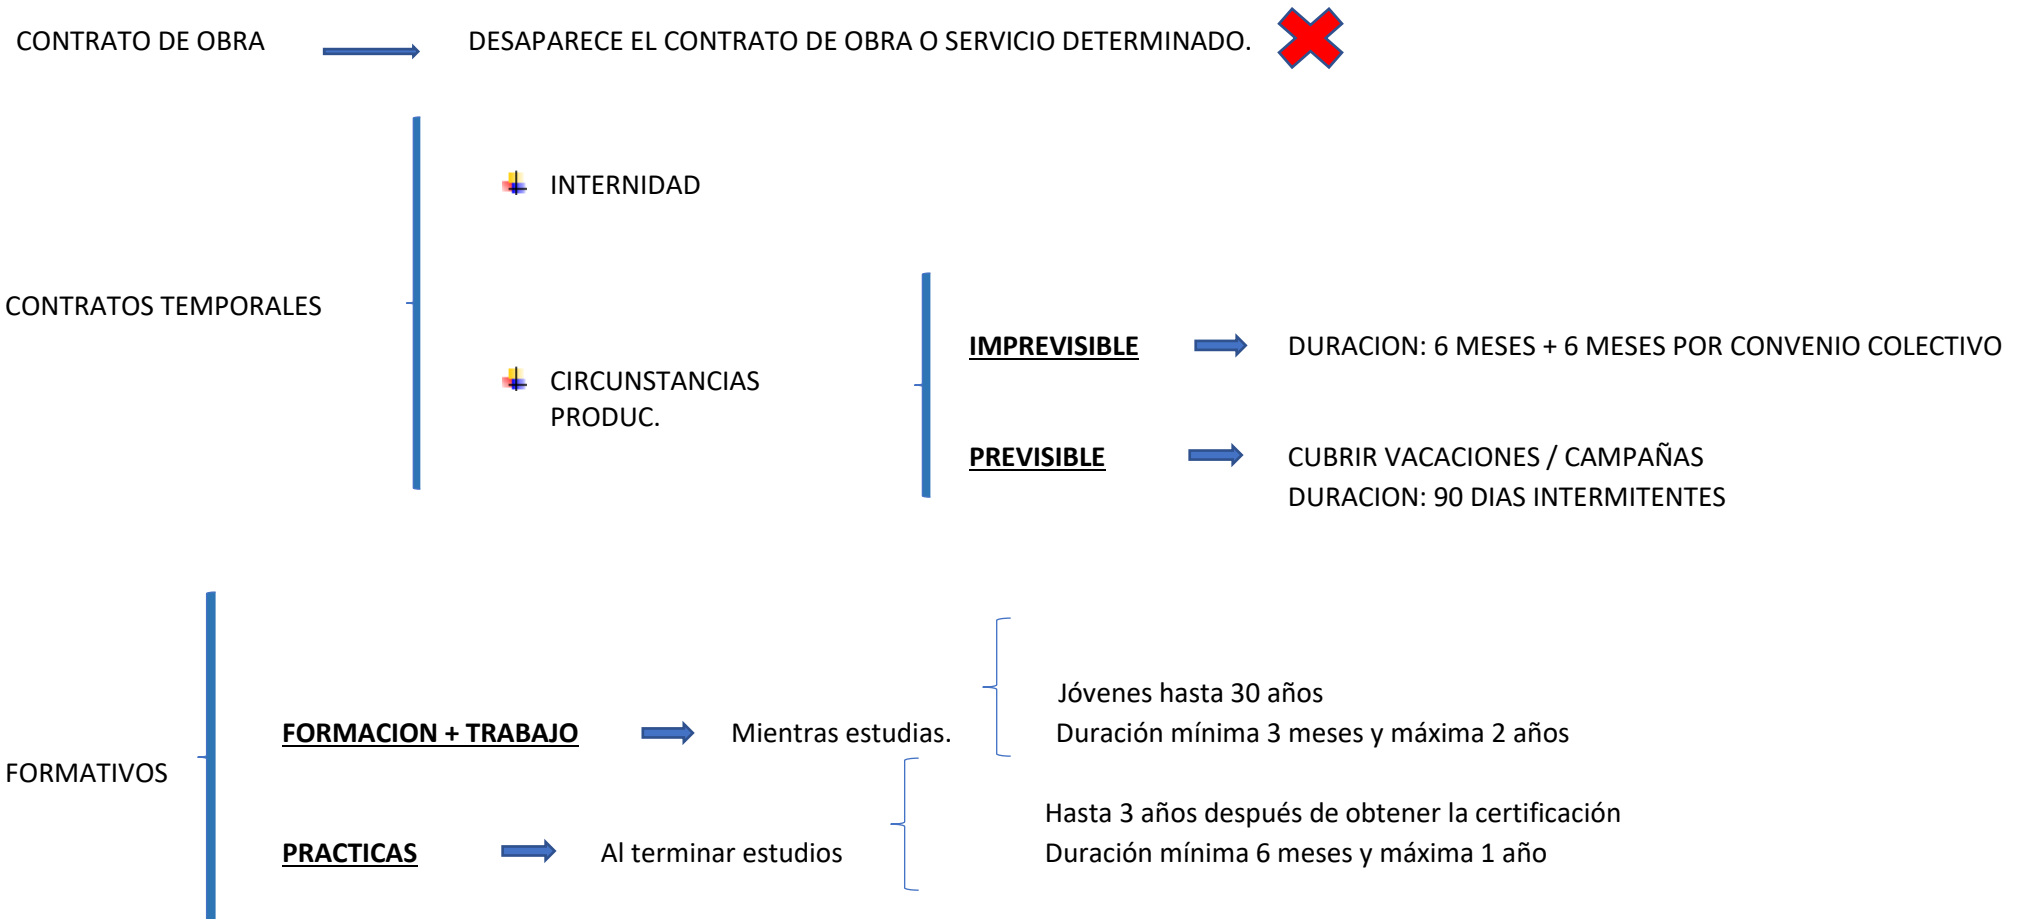 CONTRATO DE OBRA
DESAPARECE EL CONTRATO DE OBRA O SERVICIO DETERMINADO.
CONTRATOS TEMPORALES
INTERNIDAD
CIRCUNSTANCIAS
PRODUC.
IMPREVISIBLE
DURACION: 6 MESES + 6 MESES POR CONVENIO COLECTIVO
PREVISIBLE
CUBRIR VACACIONES / CAMPAÑAS
DURACION: 90 DIAS INTERMITENTES
FORMATIVOS
FORMACION + TRABAJO
Mientras estudias.
Jóvenes hasta 30 años
Duración mínima 3 meses y máxima 2 años
PRACTICAS
Al terminar estudios
Hasta 3 años después de obtener la certificación
Duración mínima 6 meses y máxima 1 año